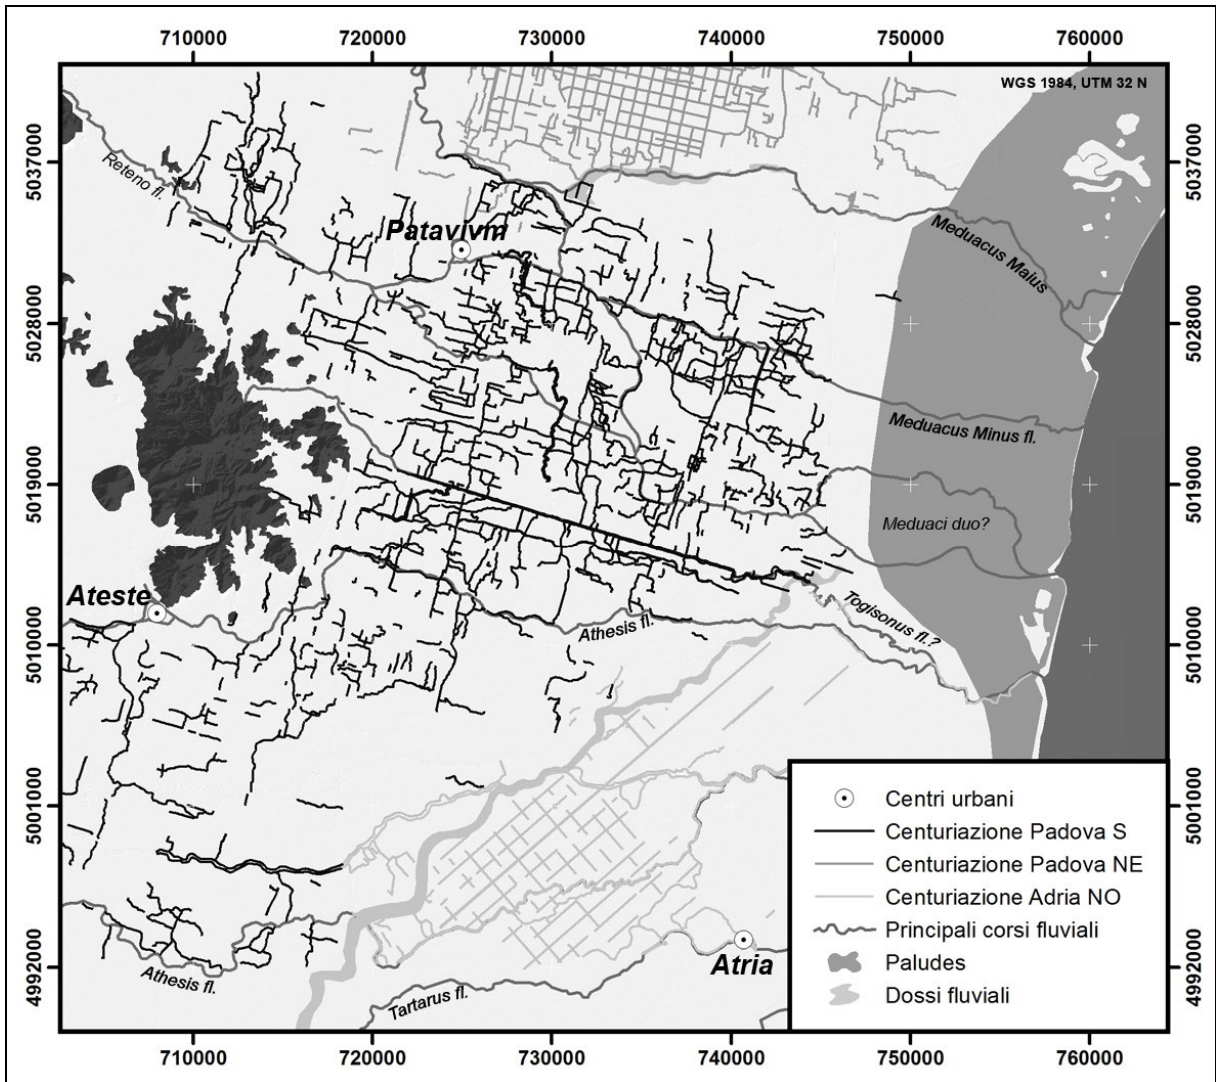 710000 720000 730000 740000 750000 760000
WGS 1984, UTM 32 N
5037000
5037000
Reteno fl.
Patavivm
Meduacus Maius
5028000
5028000
Meduacus Minus fl.
5019000
5019000
Meduaci duo?
Ateste
Togisonus fl.?
Athesis fl.
5010000
5010000
5001000
5001000
Centri urbani
Centuriazione Padova S
Centuriazione Padova NE
Centuriazione Adria NO
Principali corsi fluviali
Paludes
Dossi fluviali
Atria
4992000
4992000
Athesis fl.
Tartarus fl.
710000 720000 730000 740000 750000 760000